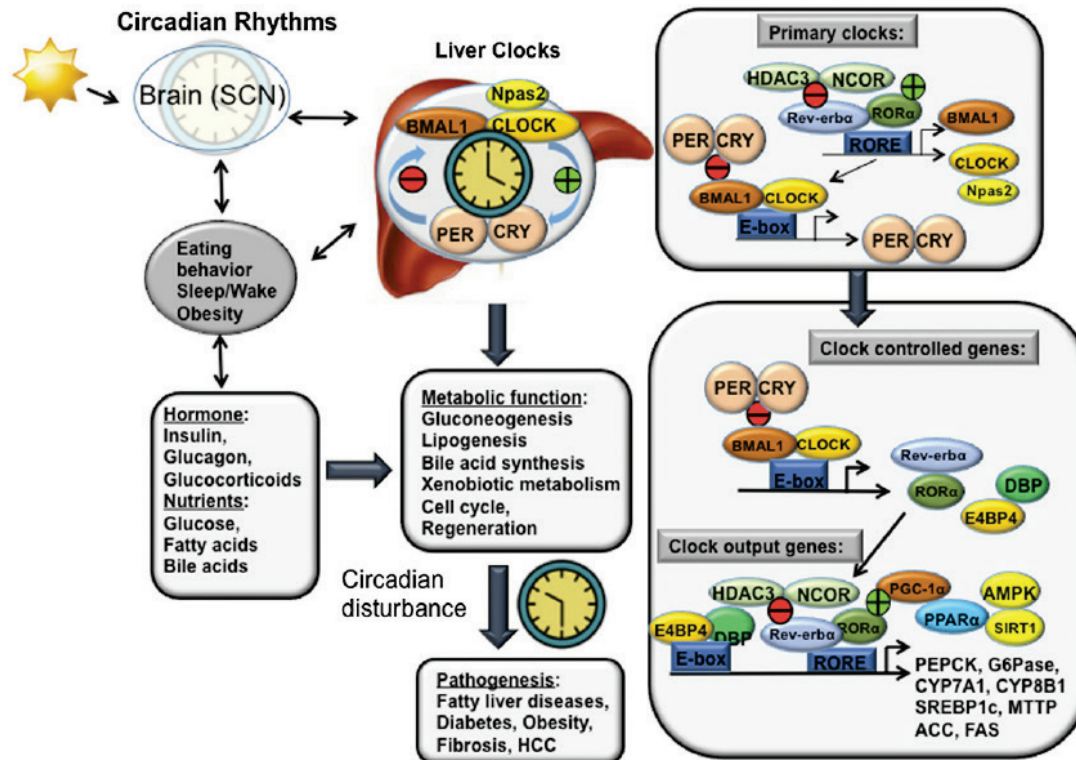 Circadian Rhythms
Brain (SCN)
Eating
behavior
Sleep/Wake
Obesity
Hormone:
Insulin,
Glucagon,
Glucocorticoids
Nutrients:
Glucose,
Fatty acids
Bile acids
Liver Clocks
Npas2
BMAL1 CLOCK
PER CRY
Metabolic function:
Gluconeogenesis
Lipogenesis
Bile acid synthesis
Xenobiotic metabolism
Cell cycle,
Regeneration
Circadian
disturbance
Pathogenesis:
Fatty liver diseases,
Diabetes, Obesity,
Fibrosis, HCC
Primary clocks:
HDAC3 NCOR
Rev-erbα RORα
RORE
BMAL1
CLOCK
Npas2
PER CRY
BMAL1 CLOCK
E-box
PER CRY
Clock controlled genes:
PER CRY
BMAL1 CLOCK
E-box
Rev-erbα
RORα
DBP
E4BP4
Clock output genes:
HDAC3 NCOR
PGC-1α
AMPK
PPARα
SIRT1
E4BP4 DBP
Rev-erbα RORα
E-box
RORE
PEPCK, G6Pase,
CYP7A1, CYP8B1
SREBP1c, MTTP
ACC, FAS